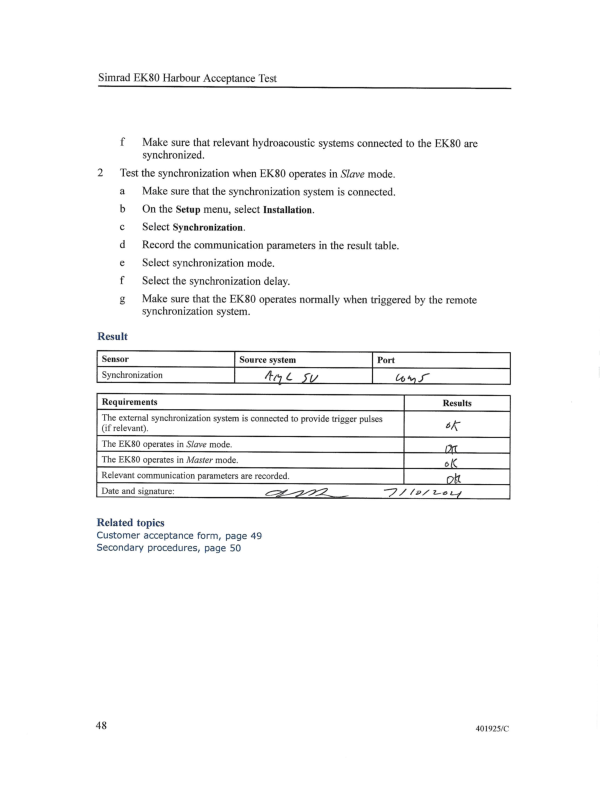 Simrad EK80 Harbour Acceptance Test
f Make sure that relevant hydroacoustic systems connected to the EK80 are
synchronized.
2 Test the synchronization when EK80 operates in Slave mode.
a Make sure that the synchronization system is connected.
b On the Setup menu, select Installation.
c Select Synchronization.
d Record the communication parameters in the result table.
e Select synchronization mode.
f Select the synchronization delay.
g Make sure that the EK80 operates normally when triggered by the remote
synchronization system.
Result
Sensor Source system Port
Synchronization AML SV com5
Requirements Results
The external synchronization system is connected to provide trigger pulses
(if relevant). ok
The EK80 operates in Slave mode. ok
The EK80 operates in Master mode. ok
Relevant communication parameters are recorded. ok
Date and signature: 7/10/2021
Related topics
Customer acceptance form, page 49
Secondary procedures, page 50
48
401925/C